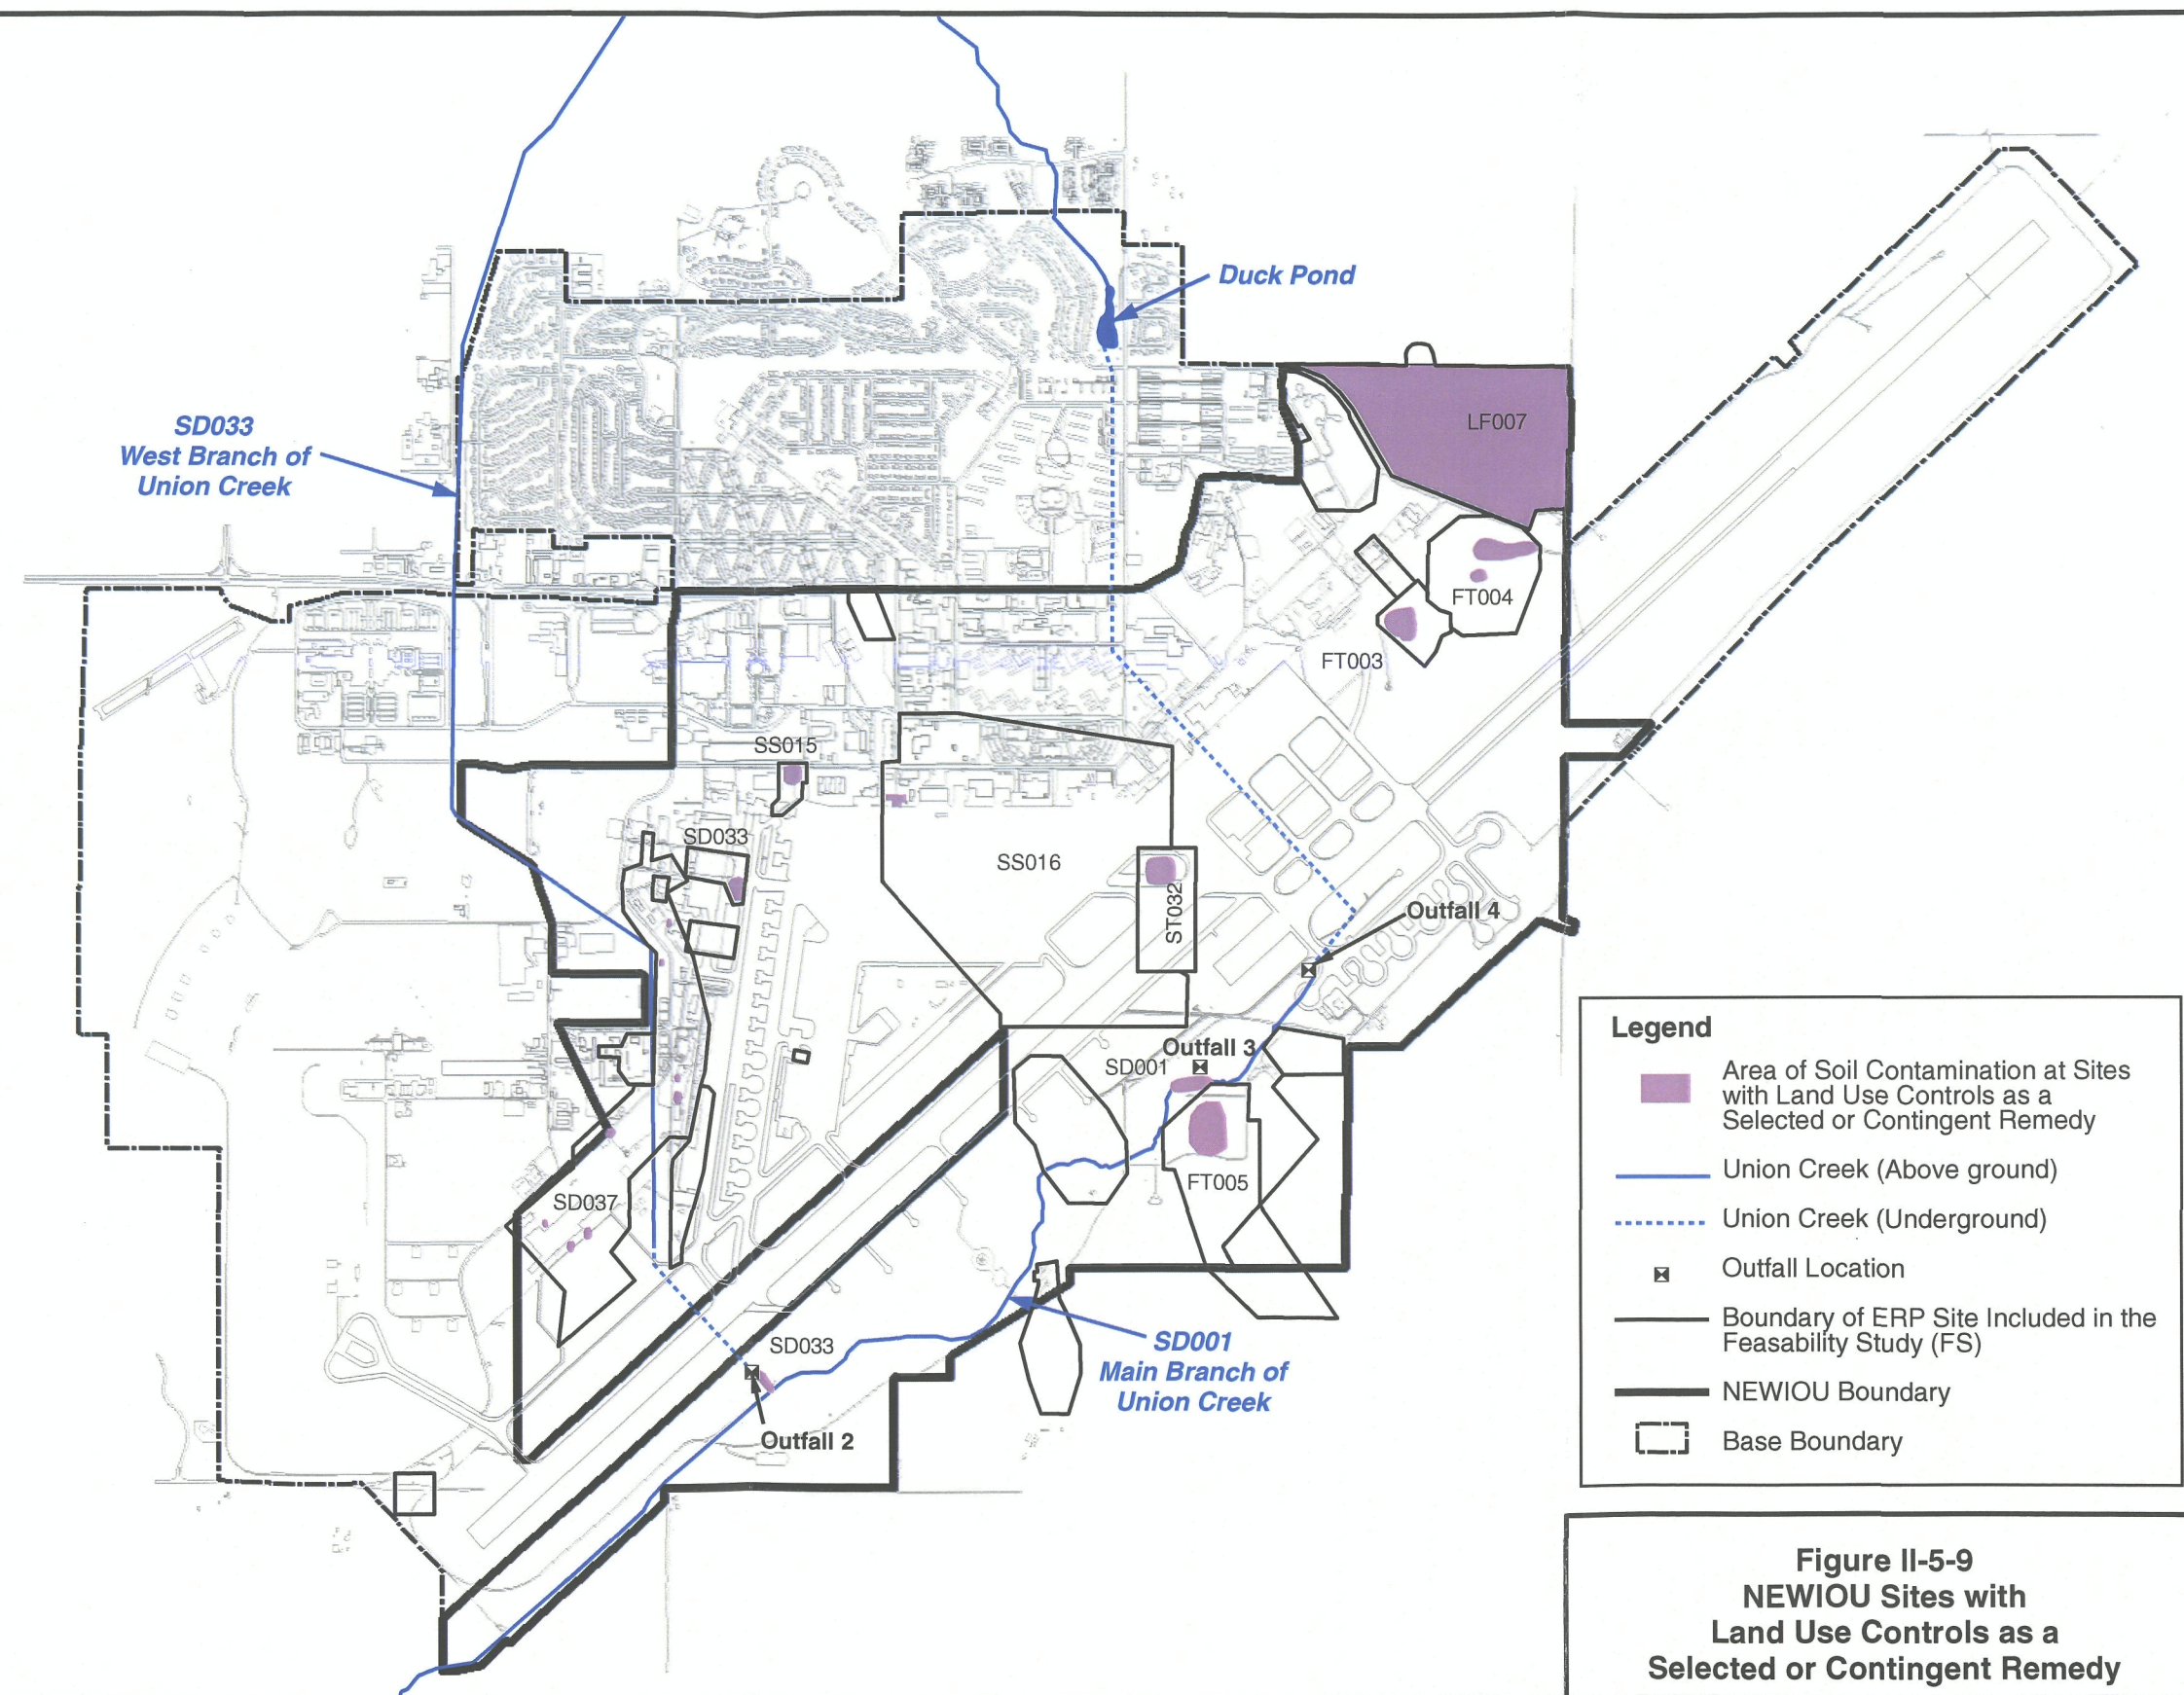 Duck Pond
SD033
West Branch of
Union Creek
LF007
FT004
FT003
SS015
SD033
SS016
ST032
Outfall 4
Outfall 3
SD001
FT005
SD037
SD033
SD001
Main Branch of
Union Creek
Outfall 2
Legend
Area of Soil Contamination at Sites
with Land Use Controls as a
Selected or Contingent Remedy
Union Creek (Above ground)
Union Creek (Underground)
Outfall Location
Boundary of ERP Site Included in the
Feasability Study (FS)
NEWIOU Boundary
Base Boundary
Figure II-5-9
NEWIOU Sites with
Land Use Controls as a
Selected or Contingent Remedy